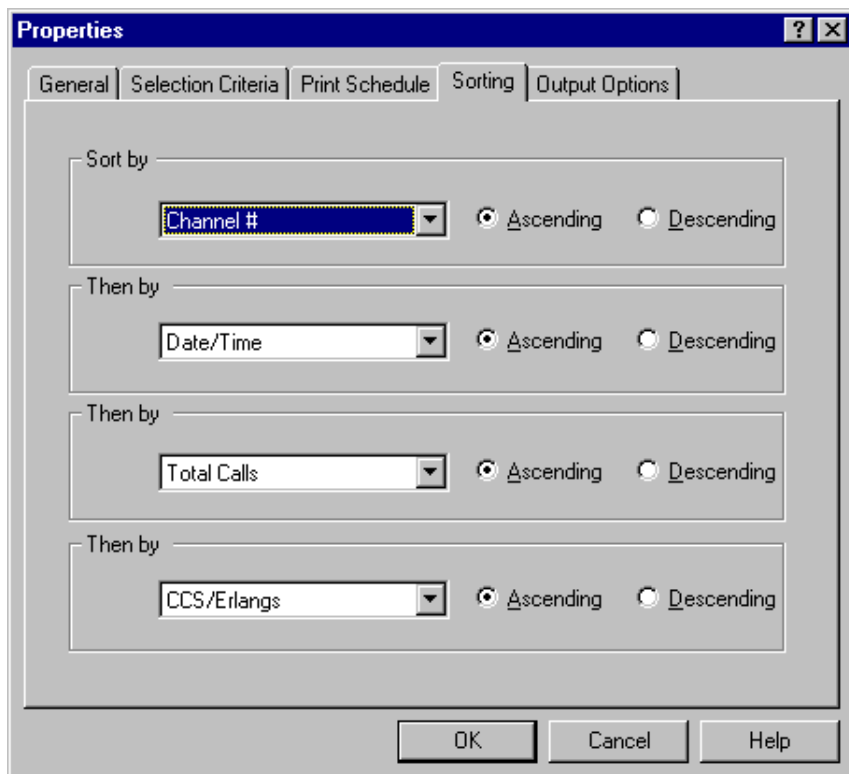 Properties
General Selection Criteria Print Schedule Sorting Output Options
Sort by
Channel # Ascending Descending
Then by
Date/Time Ascending Descending
Then by
Total Calls Ascending Descending
Then by
CCS/Erlangs Ascending Descending
OK Cancel Help